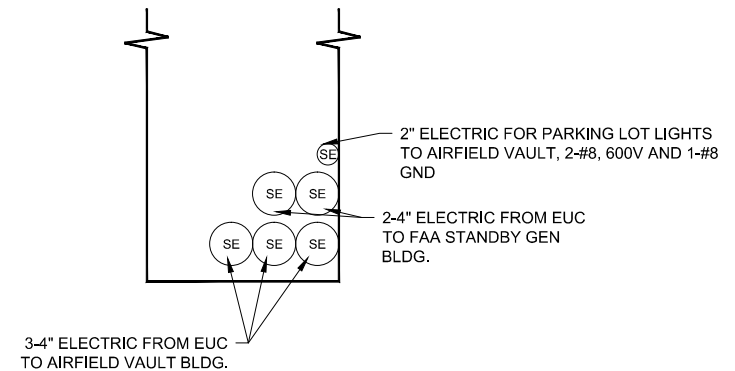 2" ELECTRIC FOR PARKING LOT LIGHTS
TO AIRFIELD VAULT, 2-#8, 600V AND 1-#8
GND
SE
SE SE
2-4" ELECTRIC FROM EUC
TO FAA STANDBY GEN
BLDG.
SE SE SE
3-4" ELECTRIC FROM EUC
TO AIRFIELD VAULT BLDG.